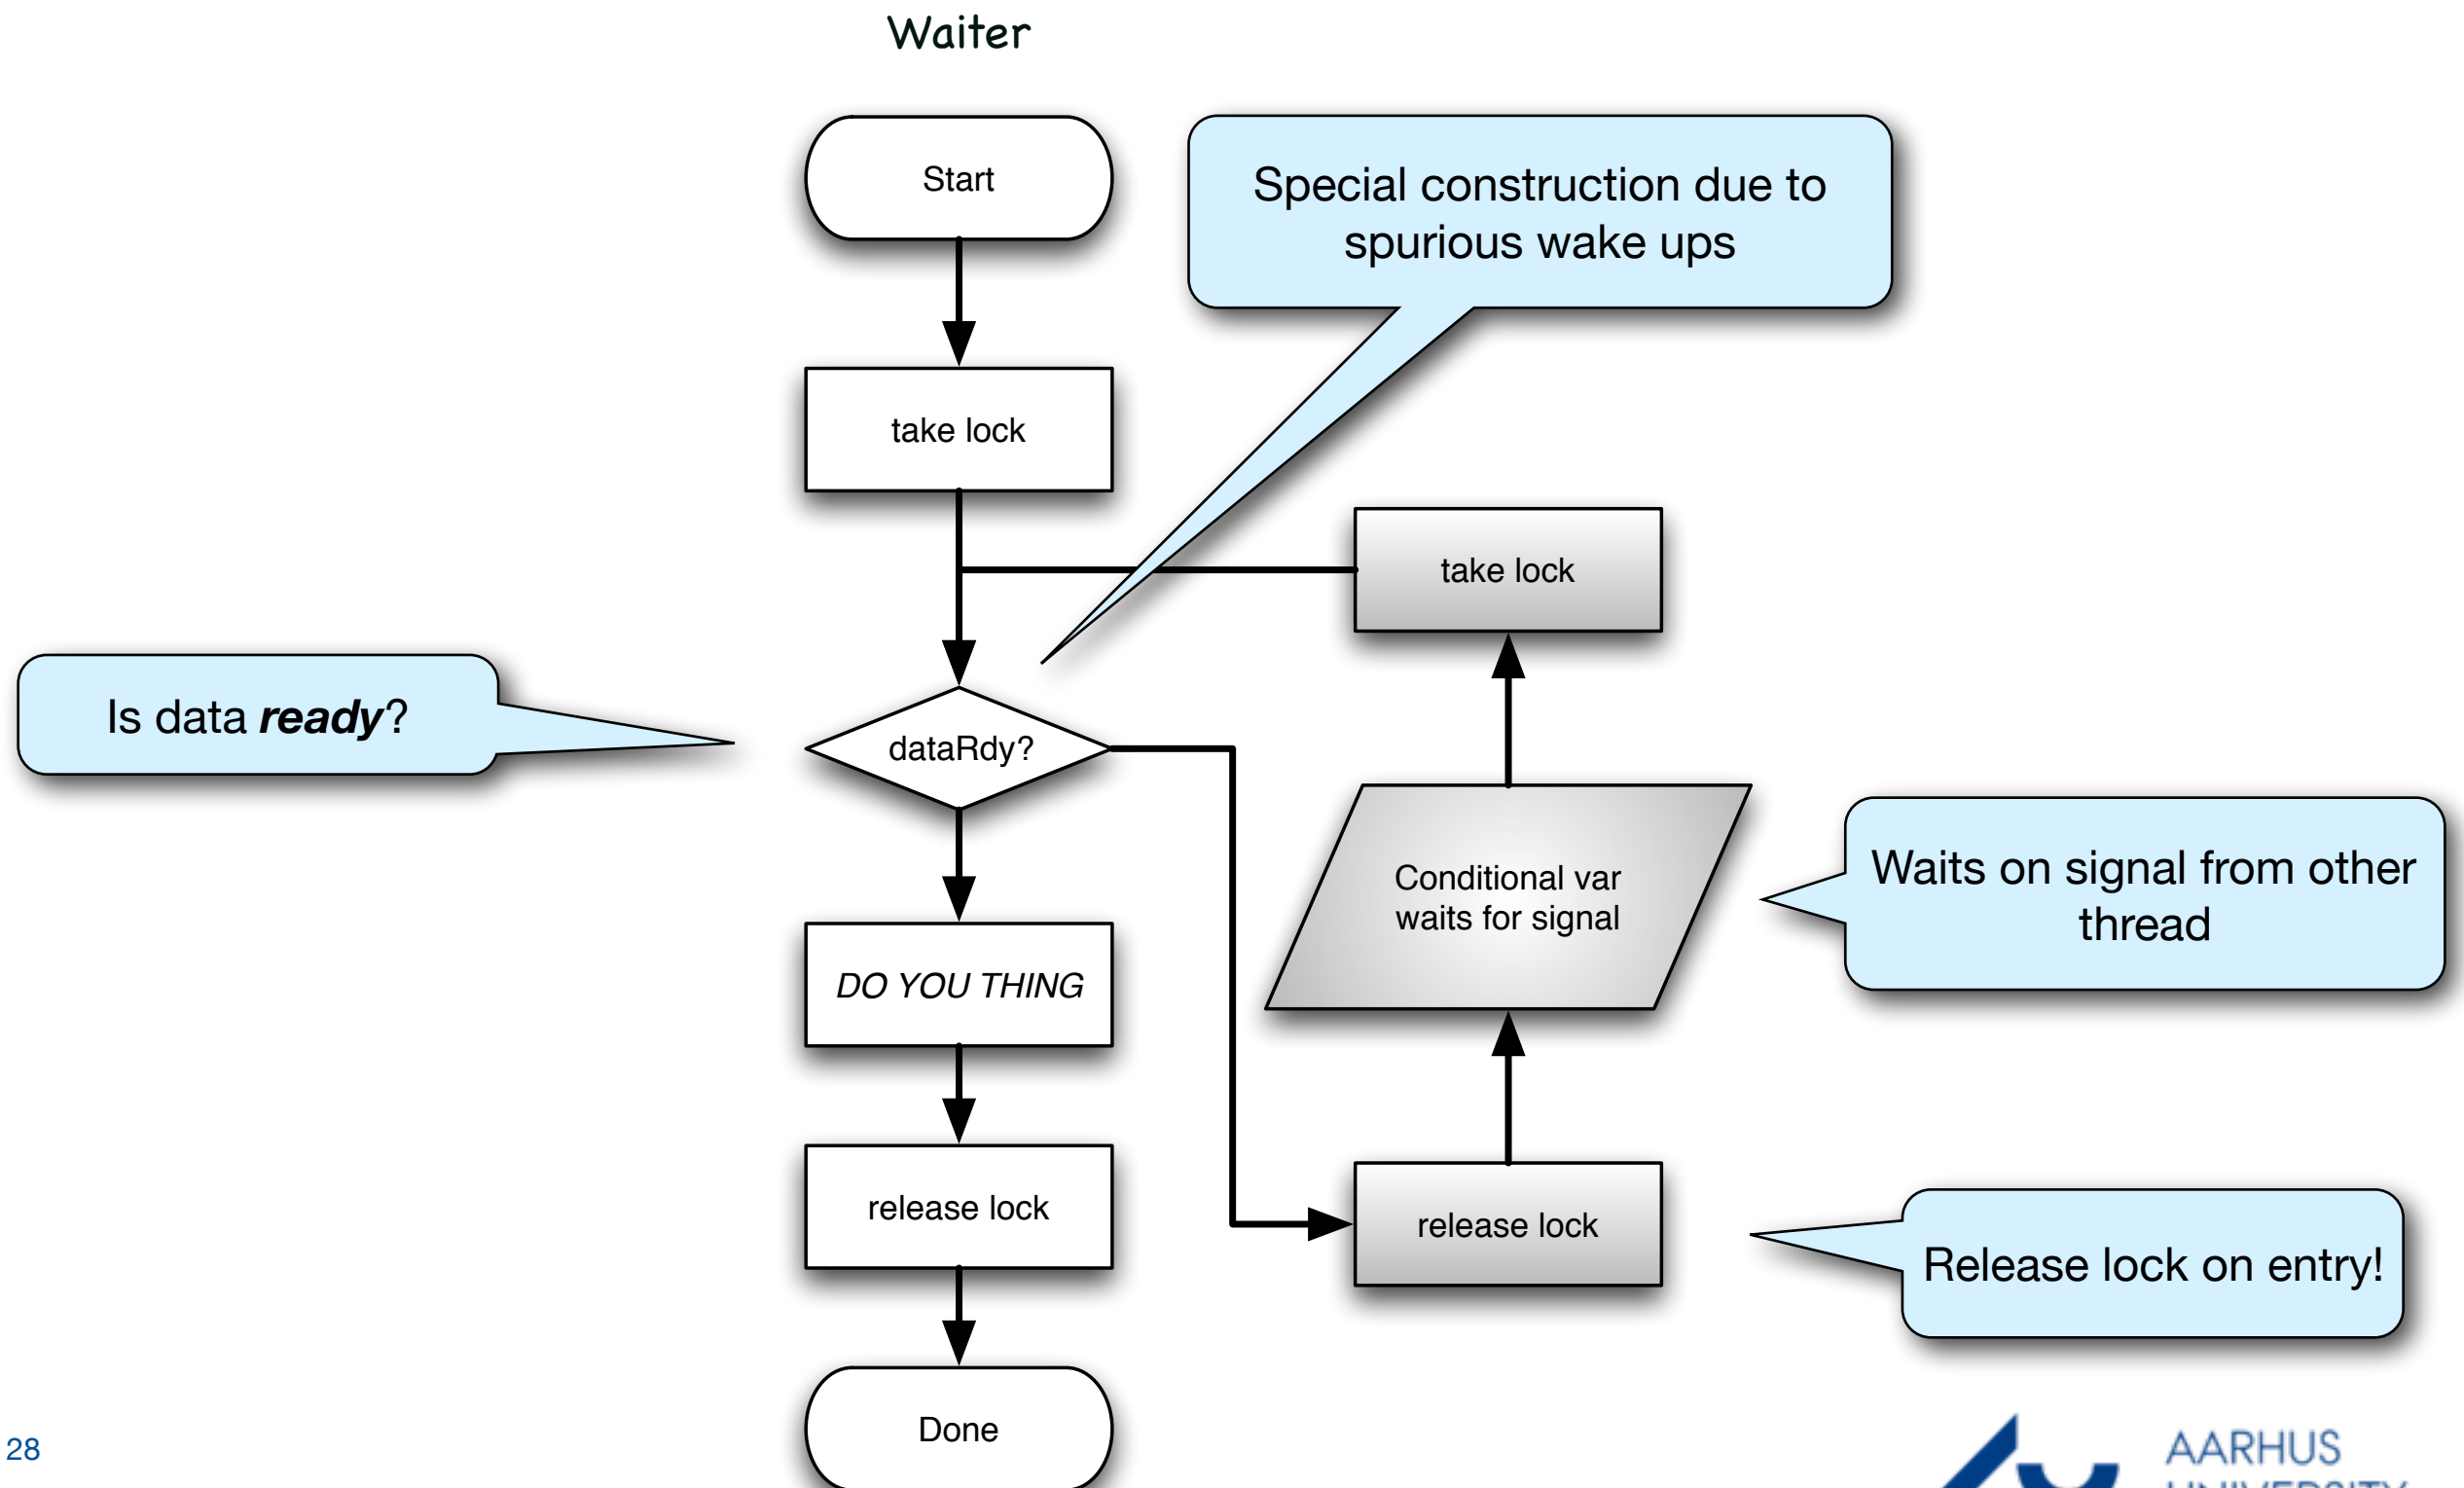 Waiter
Start
Special construction due to
spurious wake ups
take lock
take lock
Is data ready?
dataRdy?
Conditional var
waits for signal
Waits on signal from other
thread
DO YOU THING
release lock
release lock
Release lock on entry!
Done
28
AARHUS
UNIVERSITY